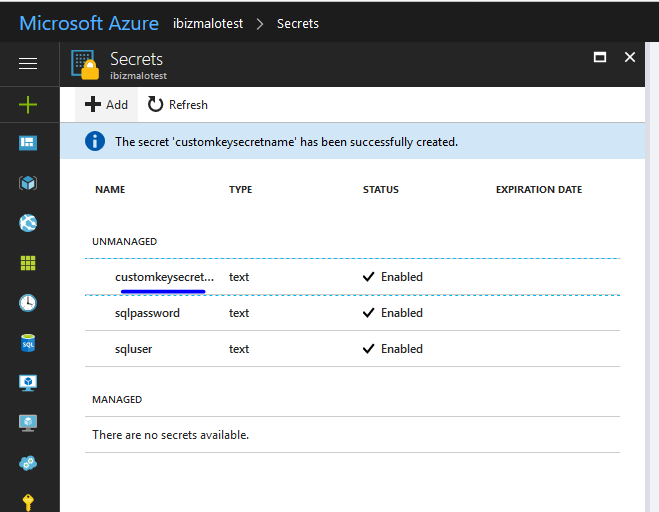 Microsoft Azure ibizmalotest > Secrets
Secrets
ibizmalotest
Add Refresh
The secret 'customkeysecretname' has been successfully created.
NAME TYPE STATUS EXPIRATION DATE
UNMANAGED
customkeysecret... text Enabled
sqlpassword text Enabled
sqluser text Enabled
MANAGED
There are no secrets available.
SQL